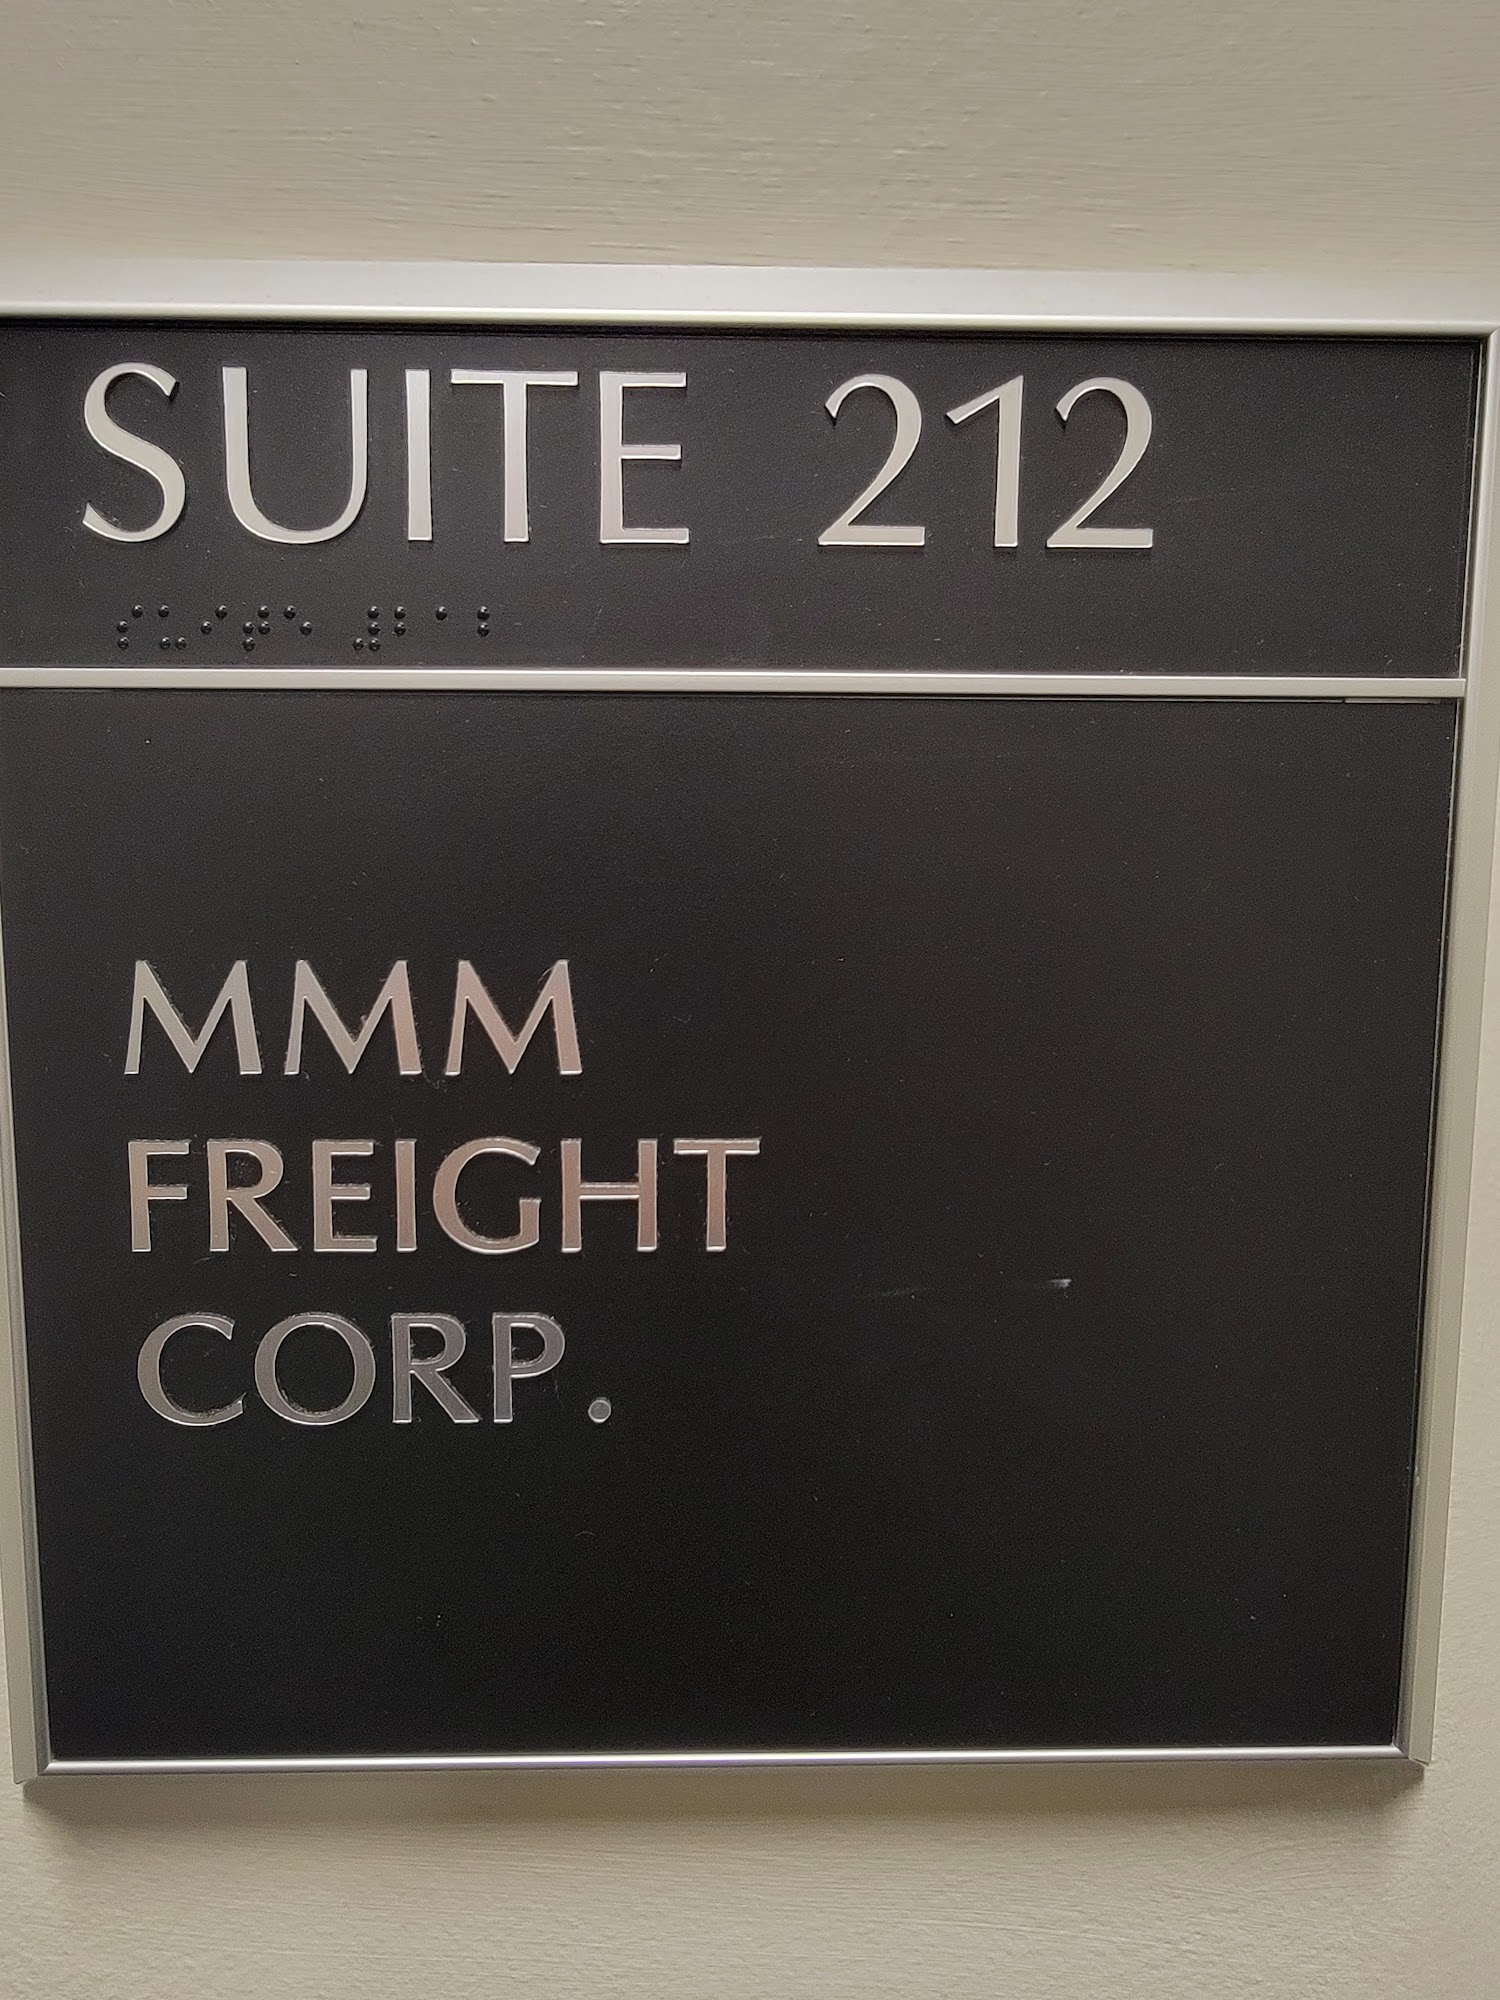 SUITE 212
MMM
FREIGHT
CORP.